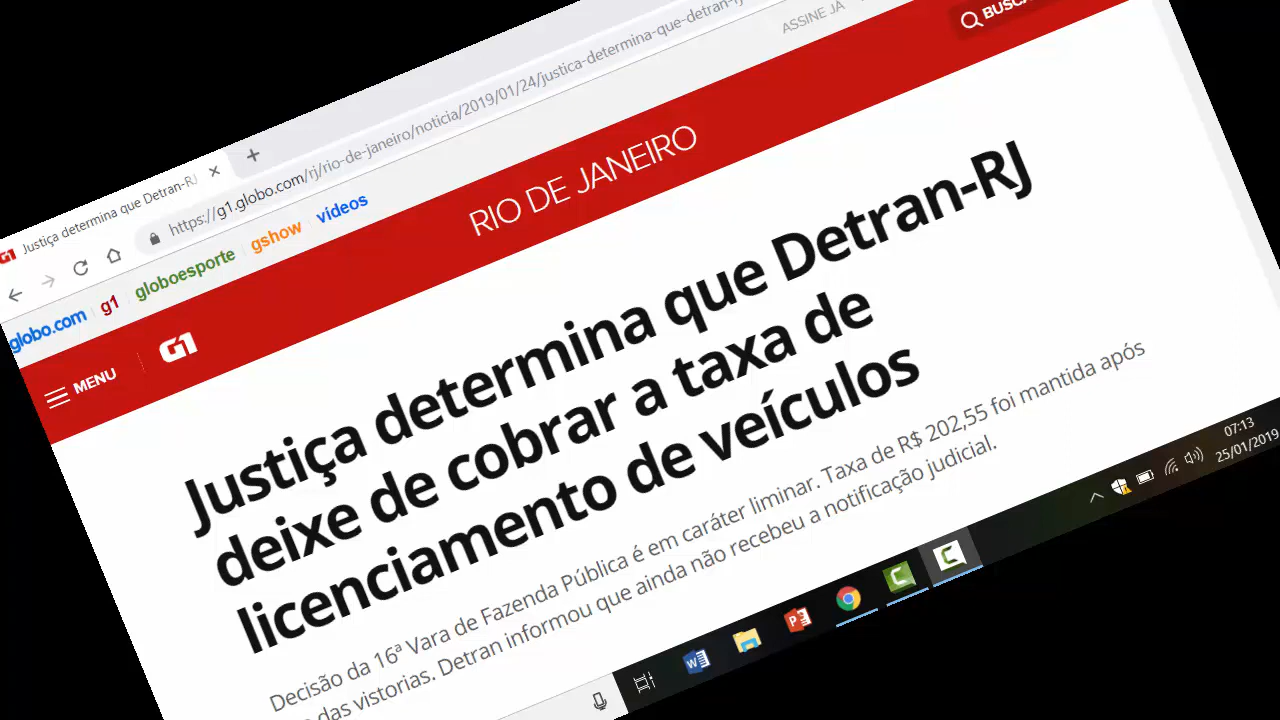 Justiça determina que Detran-RJ
https://g1.globo.com/rj/rio-de-janeiro/noticia/2019/01/24/justica-determina-que-detran-rj
globo.com g1 globoesporte gshow vídeos
ASSINE JÁ
MENU G1 RIO DE JANEIRO
Justiça determina que Detran-RJ
deixe de cobrar a taxa de
licenciamento de veículos
Decisão da 16ª Vara de Fazenda Pública é em caráter liminar. Taxa de R$ 202,55 foi mantida após
das vistorias. Detran informou que ainda não recebeu a notificação judicial.
07:13
25/01/2019